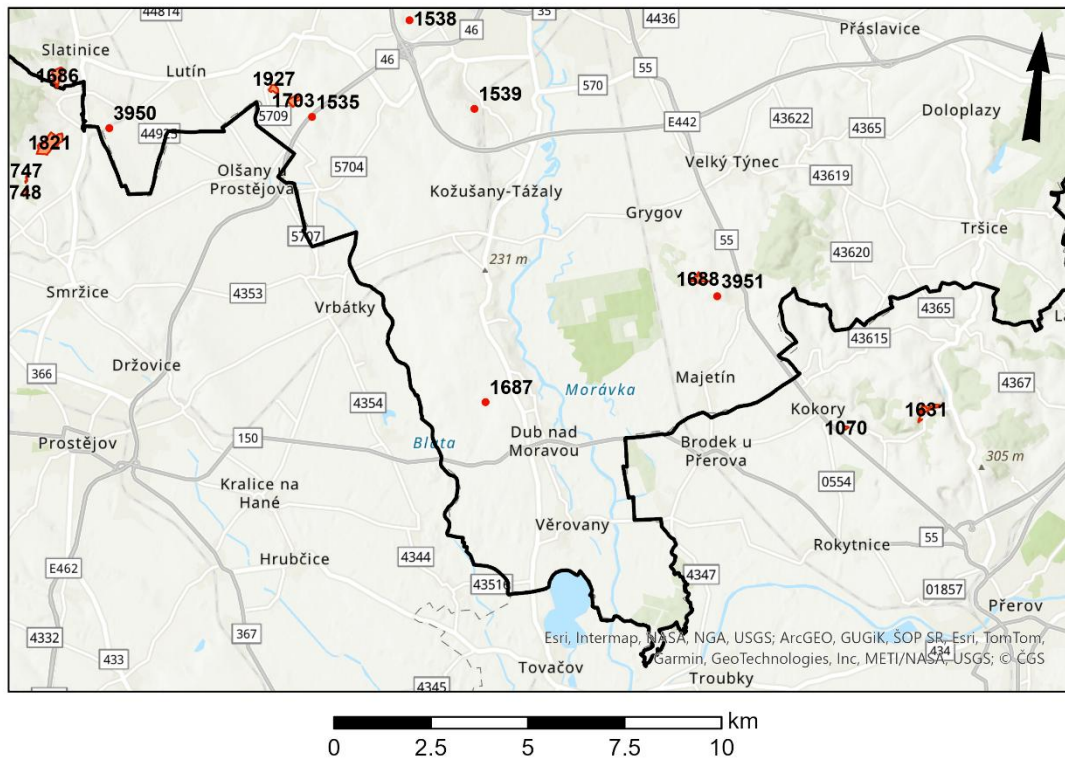 44814
1538
35
4436
Přáslavice
46
Slatinice
46
55
1686
Lutín
1927
570
1703
1535
1539
5709
3950
44925
E442
43622
4365
Doloplazy
1821
747
748
Olšany u
Prostějova
5704
Velký Týnec
43619
Kožušany-Tážaly
Grygov
5707
55
43620
Tršice
231 m
1688
3951
Smržice
4353
Vrbátky
4365
43615
366
Držovice
Majetín
4367
1687
Morávka
4354
Kokory
1631
1070
Prostějov
150
Blata
Dub nad
Moravou
Brodek u
Přerova
305 m
0554
Kralice na
Hané
Věrovany
55
Rokytnice
Hrubčice
4344
E462
43516
4347
01857
Přerov
4332
367
433
Esri, Intermap, NASA, NGA, USGS; ArcGEO, GUGiK, ŠOP SR, Esri, TomTom,
Garmin, GeoTechnologies, Inc, METI/NASA, USGS; © ČGS
434
Tovačov
4345
Troubky
km
0 2.5 5 7.5 10